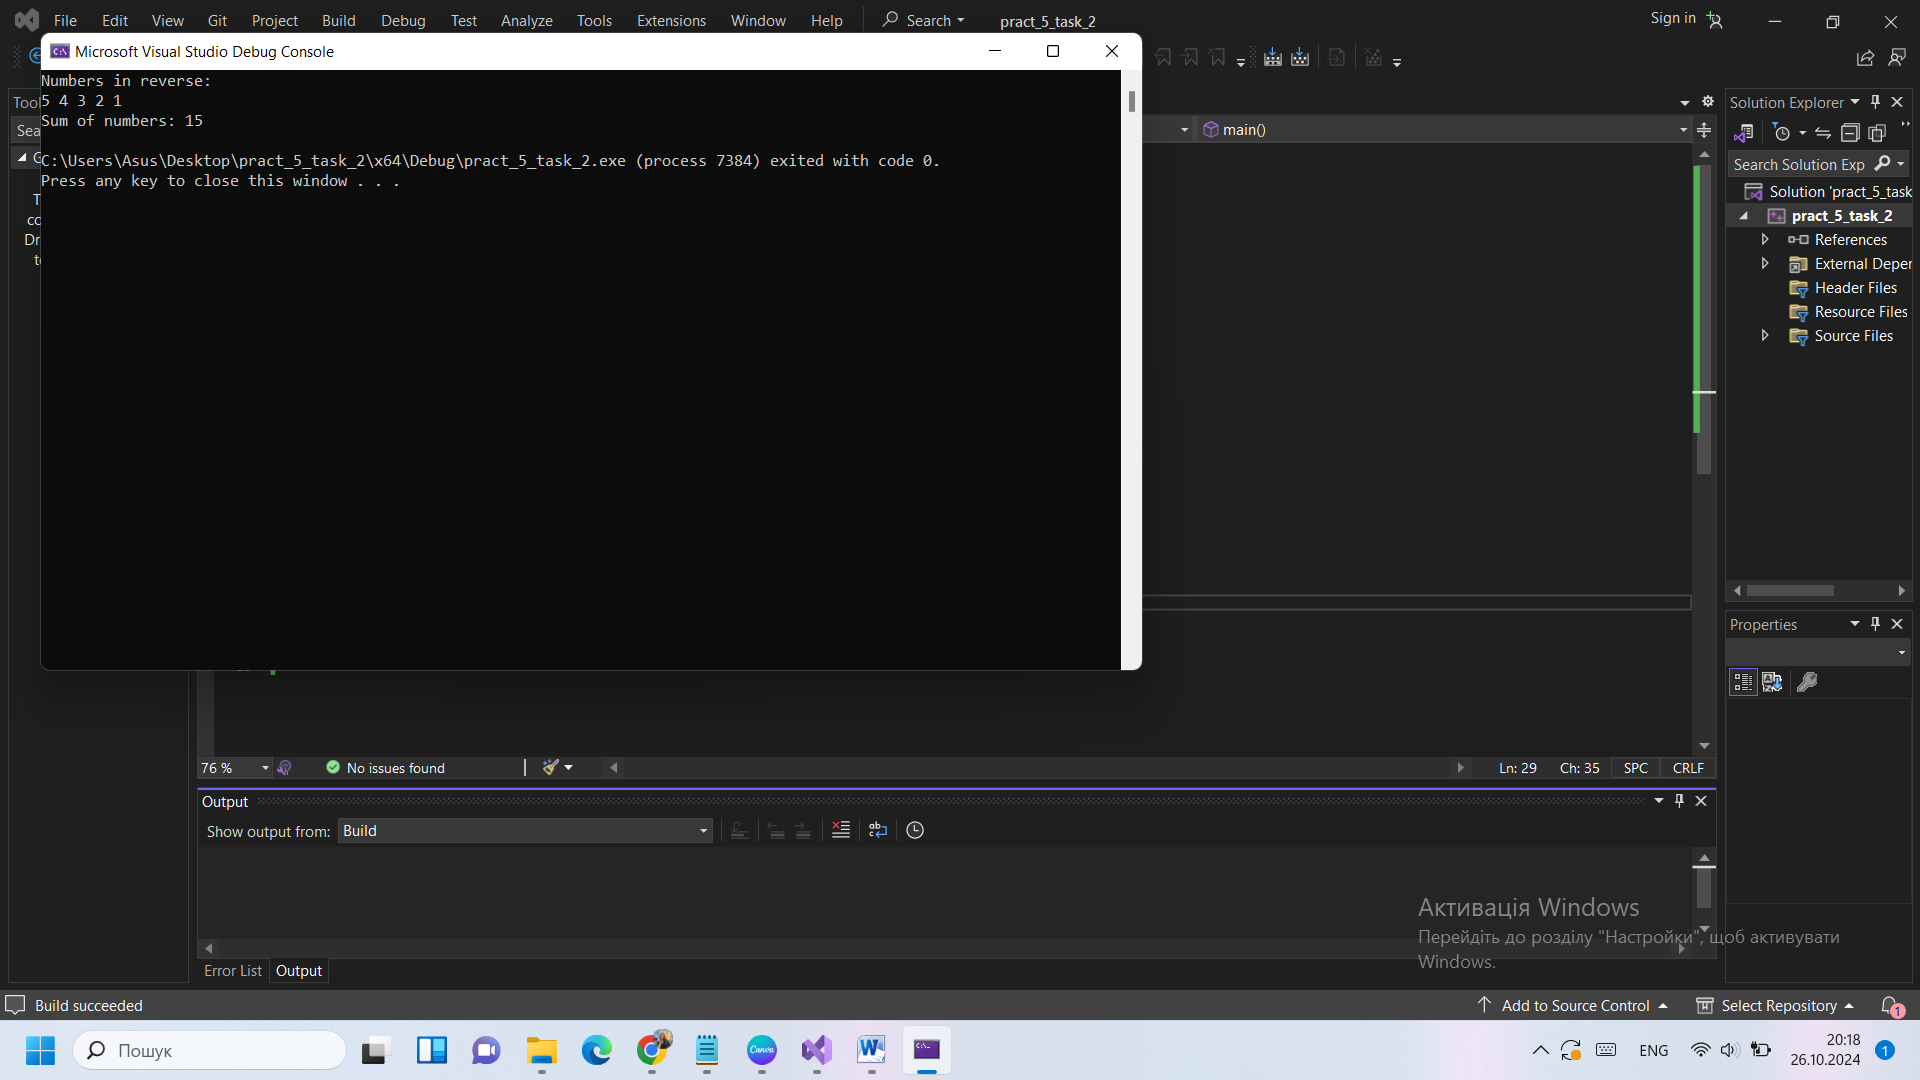 File Edit View Git Project Build Debug Test Analyze Tools Extensions Window Help Search pract_5_task_2 Sign in
Microsoft Visual Studio Debug Console
Numbers in reverse:
5 4 3 2 1
Sum of numbers: 15
C:\Users\Asus\Desktop\pract_5_task_2\x64\Debug\pract_5_task_2.exe (process 7384) exited with code 0.
Press any key to close this window . . .
main()
Solution Explorer
Search Solution Exp
Solution 'pract_5_task
pract_5_task_2
References
External Deper
Header Files
Resource Files
Source Files
Properties
76 % No issues found Ln: 29 Ch: 35 SPC CRLF
Output
Show output from: Build
Активація Windows
Перейдіть до розділу "Настройки", щоб активувати
Windows.
Error List Output
Build succeeded Add to Source Control Select Repository 1
Пошук Canva ENG 20:18
26.10.2024 1